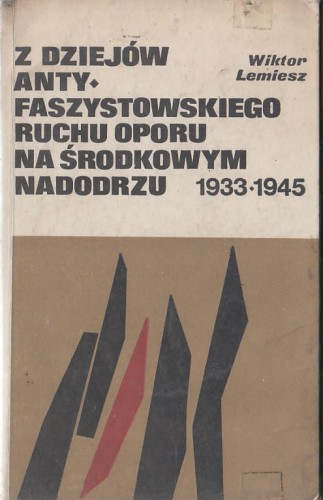 Z DZIEJÓW
ANTY•
FASZYSTOWSKIEGO
RUCHU OPORU
NA ŚRODKOWYM
NADODRZU 1933•1945
Wiktor
Lemiesz